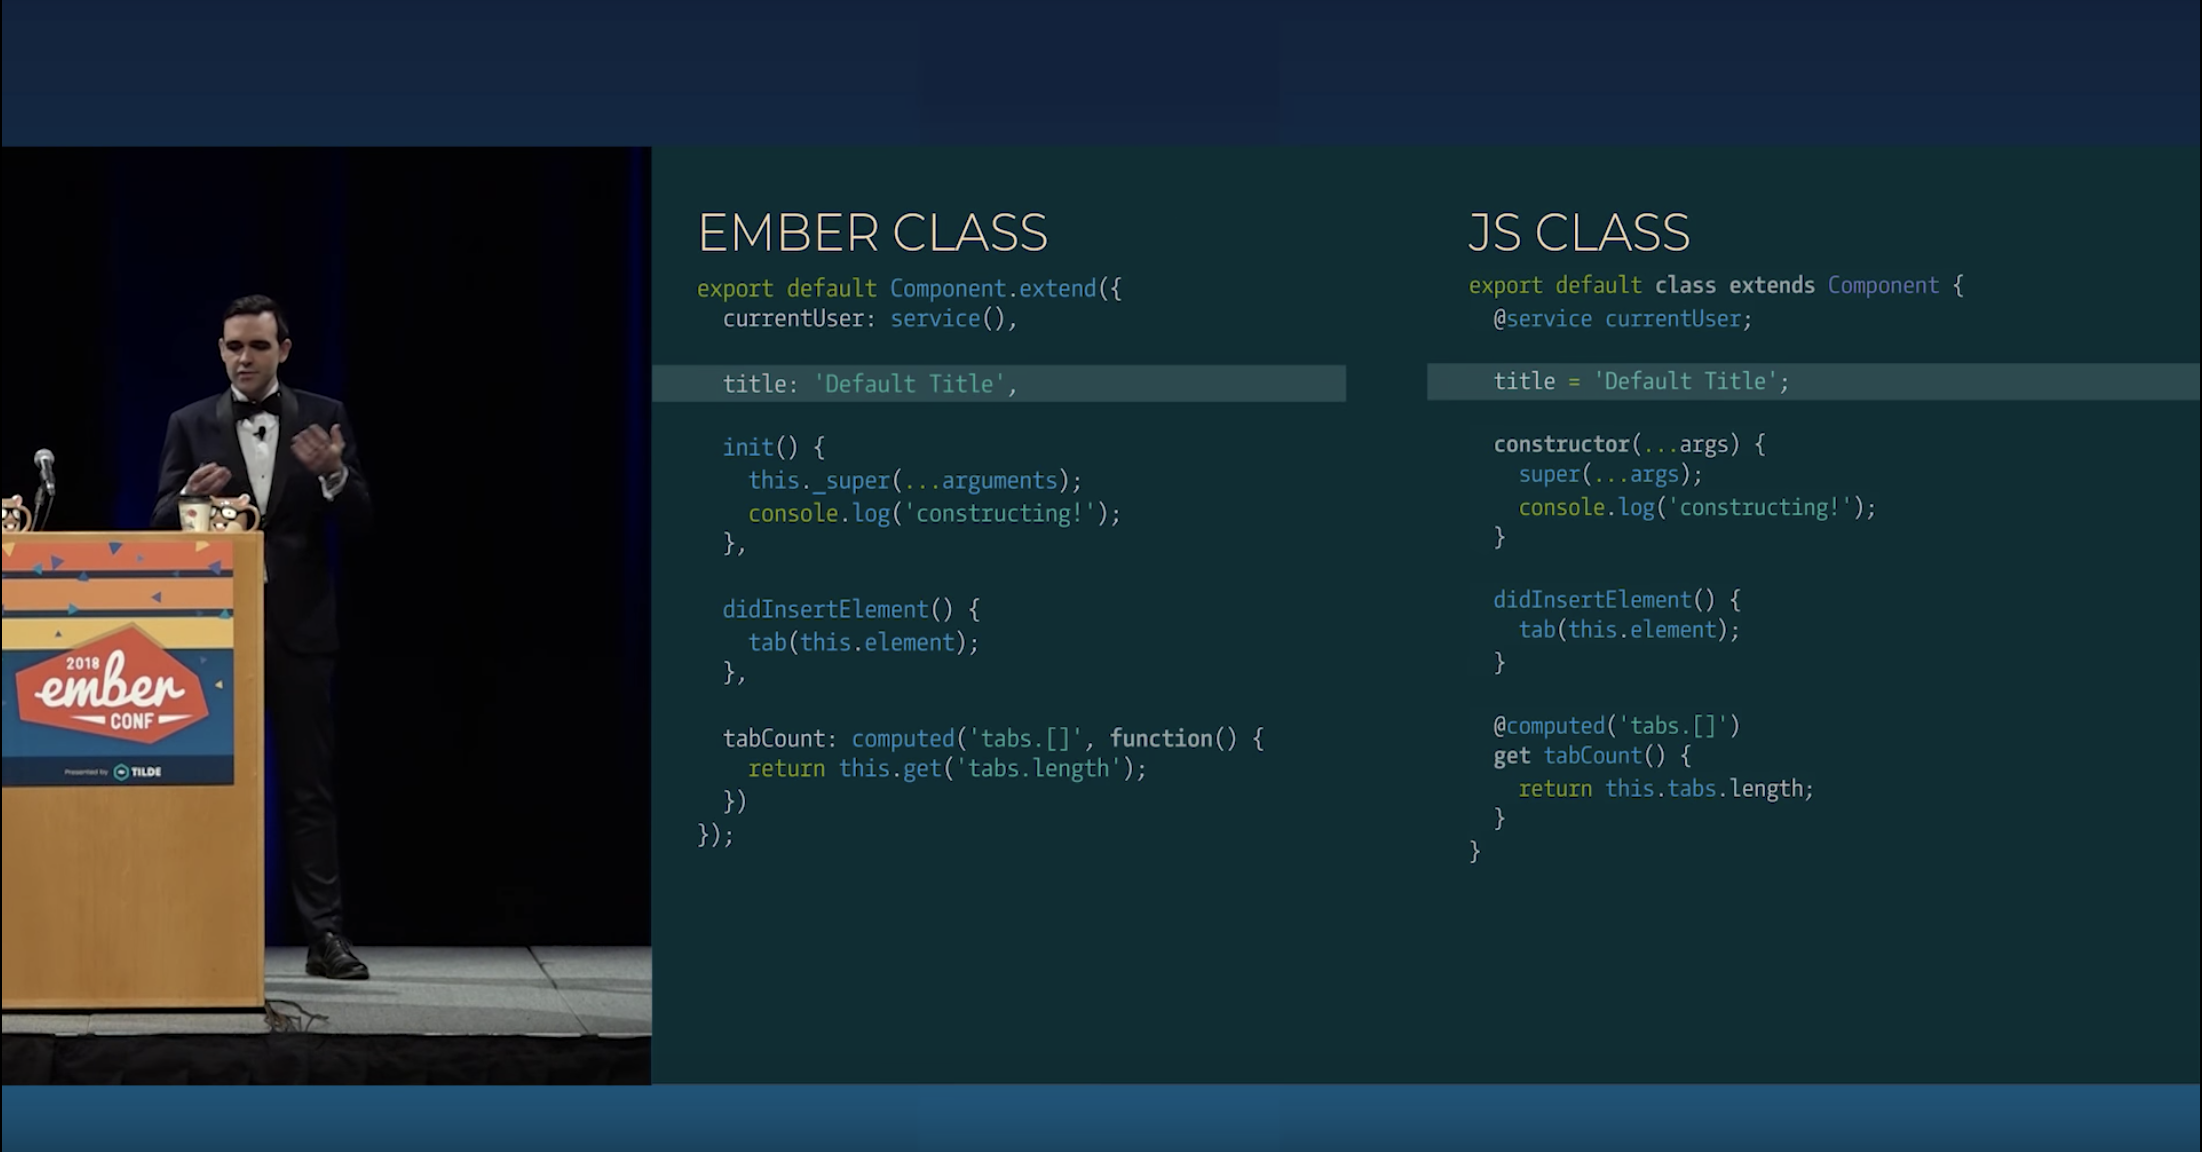 EMBER CLASS
export default Component.extend({
  currentUser: service(),
  title: 'Default Title',
  init() {
    this._super(...arguments);
    console.log('constructing!');
  },
  didInsertElement() {
    tab(this.element);
  },
  tabCount: computed('tabs.[]', function() {
    return this.get('tabs.length');
  })
});
JS CLASS
export default class extends Component {
  @service currentUser;
  title = 'Default Title';
  constructor(...args) {
    super(...args);
    console.log('constructing!');
  }
  didInsertElement() {
    tab(this.element);
  }
  @computed('tabs.[]')
  get tabCount() {
    return this.tabs.length;
  }
}
2018
ember
CONF
Presented by TILDE